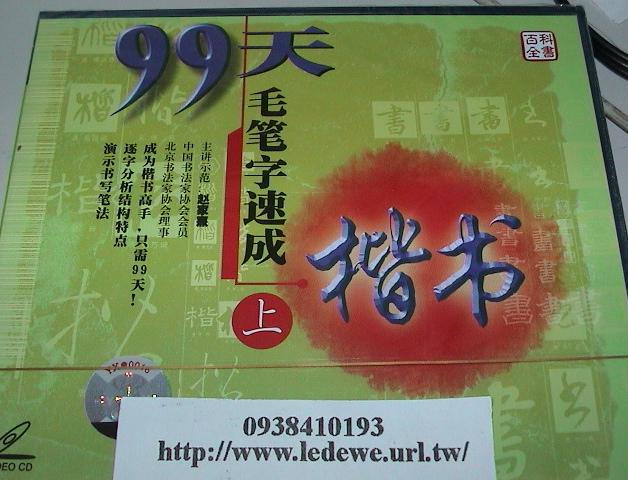 99天
百科
全書
毛笔字速成
楷书
上
主讲示范:赵家熹
中国书法家协会会员
北京书法家协会理事
成为楷书高手，只需99天！
逐字分析结构特点
演示书写笔法
0938410193
http://www.ledewe.url.tw/
DEO CD